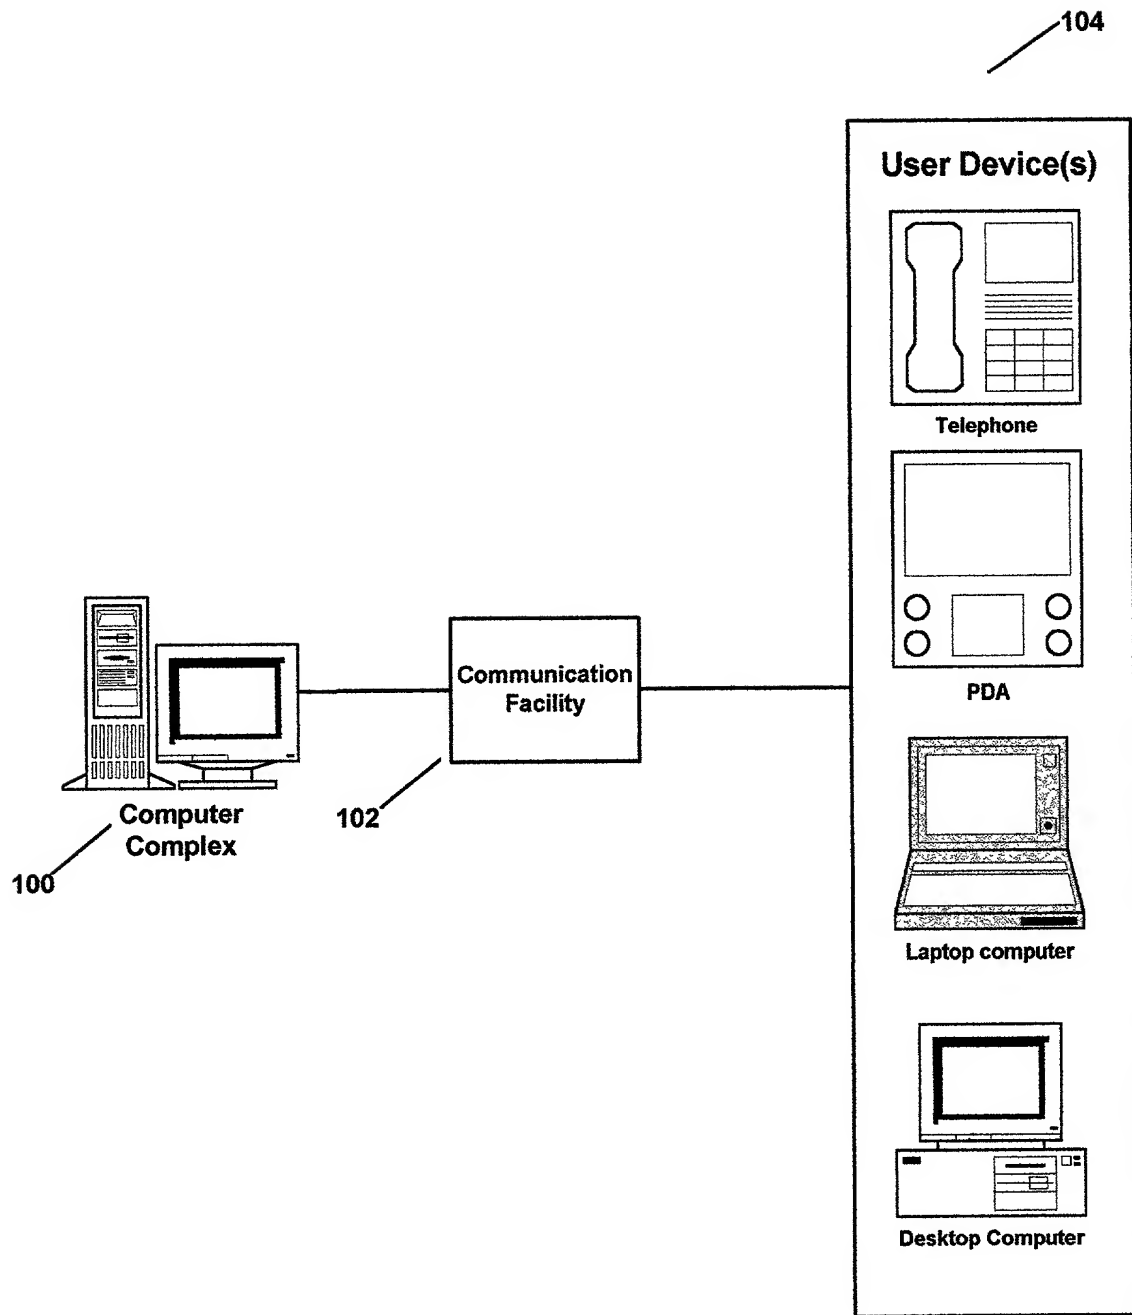 104
User Device(s)
Telephone
PDA
Communication
Facility
Computer
Complex
102
100
Laptop computer
Desktop Computer